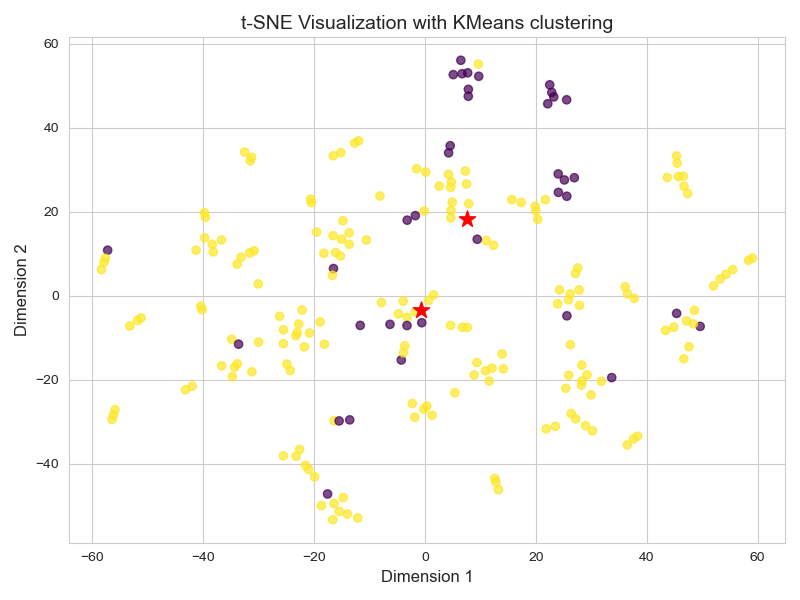 t-SNE Visualization with KMeans clustering
60
40
20
0
−20
−40
Dimension 2
−60 −40 −20 0 20 40 60
Dimension 1